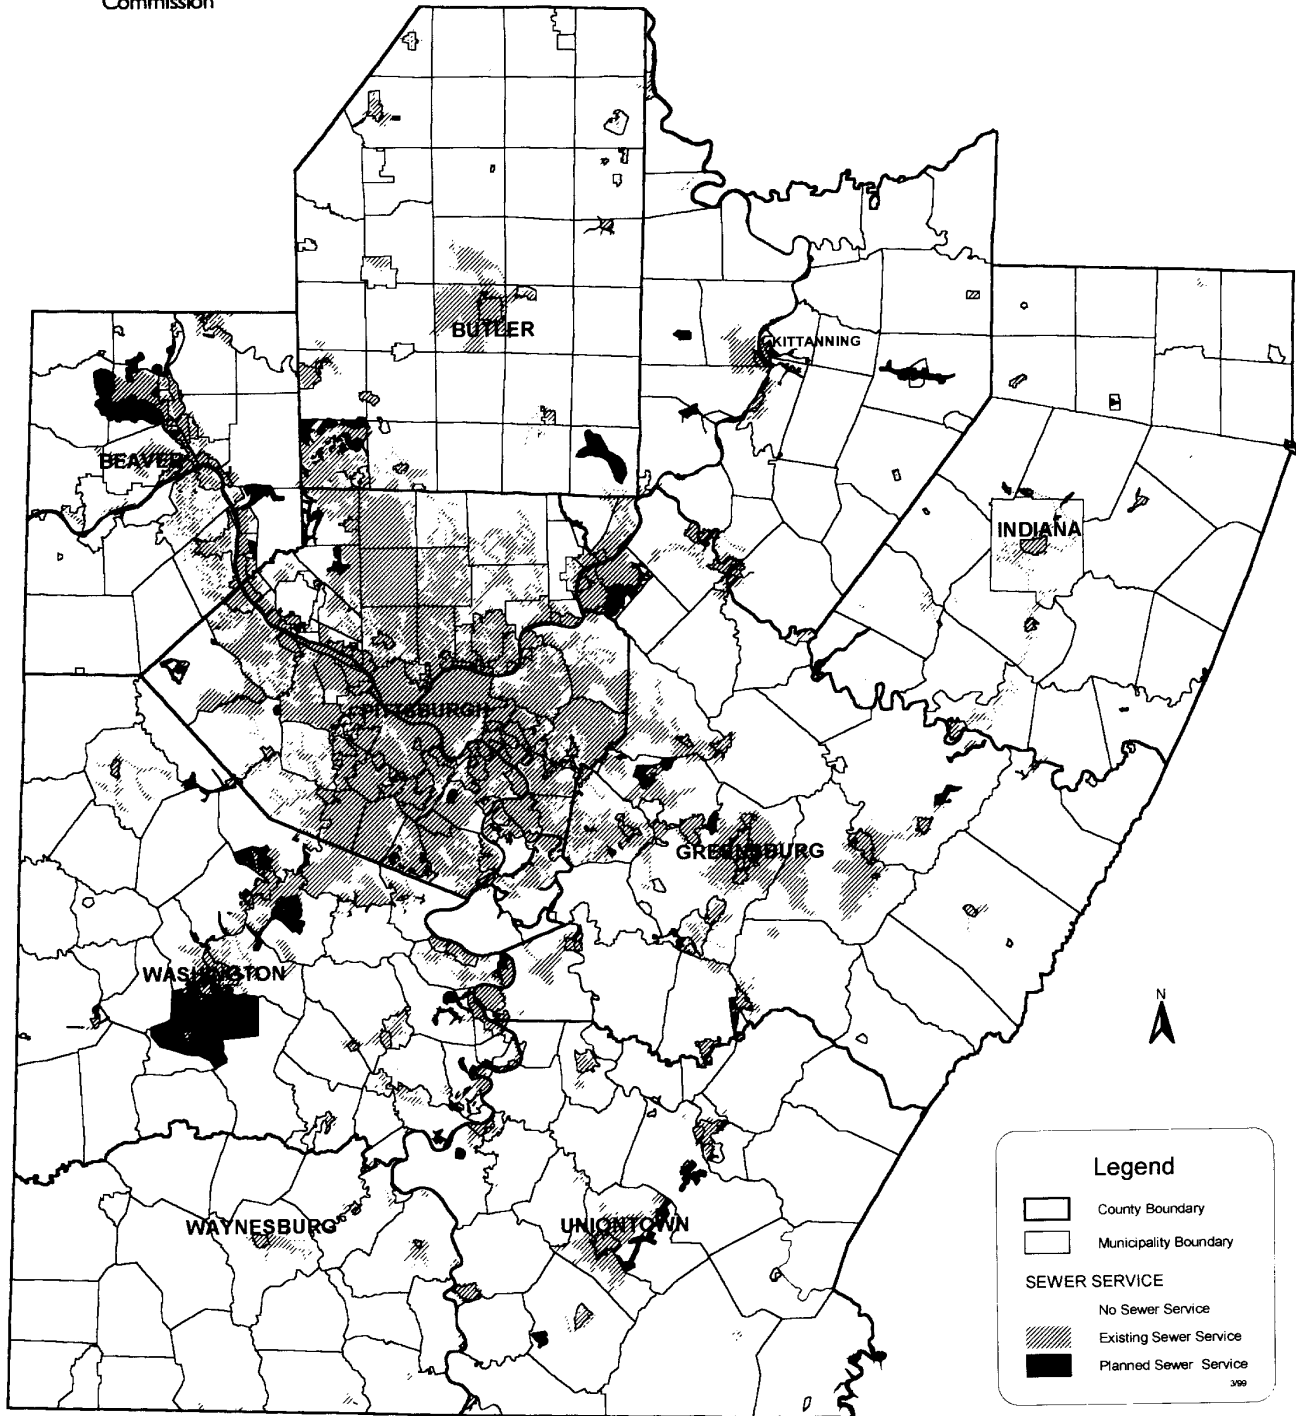 Commission
BUTLER
KITTANNING
BEAVER
INDIANA
PITTSBURGH
GREENSBURG
WASHINGTON
N
WAYNESBURG
UNIONTOWN
Legend
County Boundary
Municipality Boundary
SEWER SERVICE
No Sewer Service
Existing Sewer Service
Planned Sewer Service
3/99